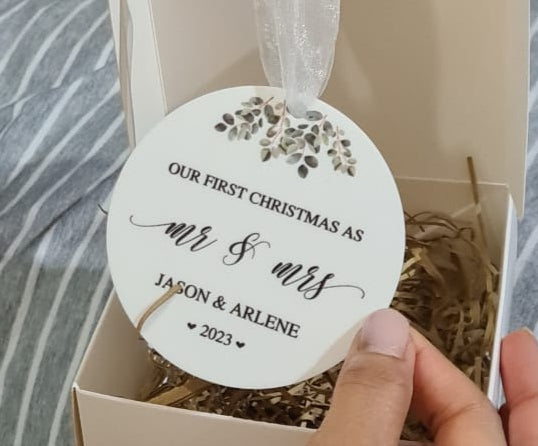 OUR FIRST CHRISTMAS AS
mr & mrs
JASON & ARLENE
♥ 2023 ♥